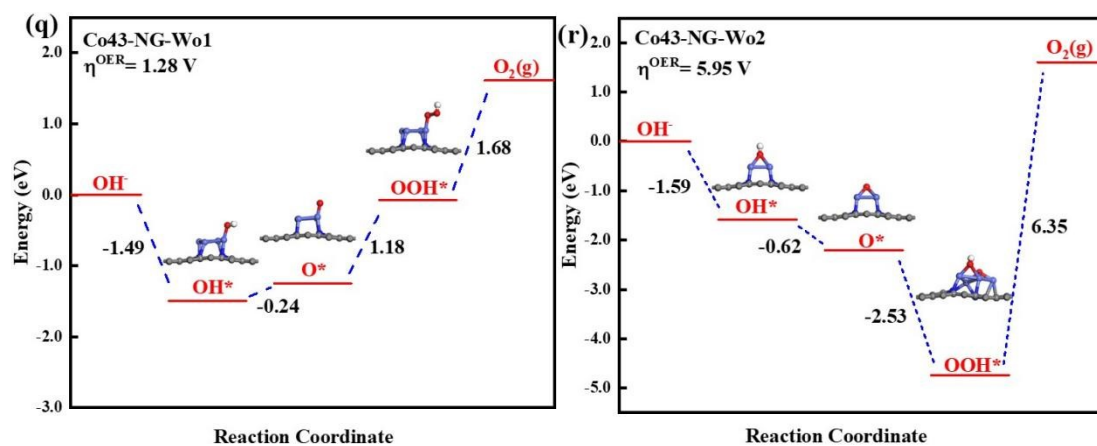 (q)
Co43-NG-Wo1
η^OER= 1.28 V
2.0
1.0
0.0
-1.0
-2.0
-3.0
Energy (eV)
OH-
-1.49
OH*
-0.24
O*
1.18
OOH*
1.68
O2(g)
Reaction Coordinate
(r)
Co43-NG-Wo2
η^OER= 5.95 V
2.0
1.0
0.0
-1.0
-2.0
-3.0
-4.0
-5.0
Energy (eV)
OH-
-1.59
OH*
-0.62
O*
-2.53
OOH*
6.35
O2(g)
Reaction Coordinate